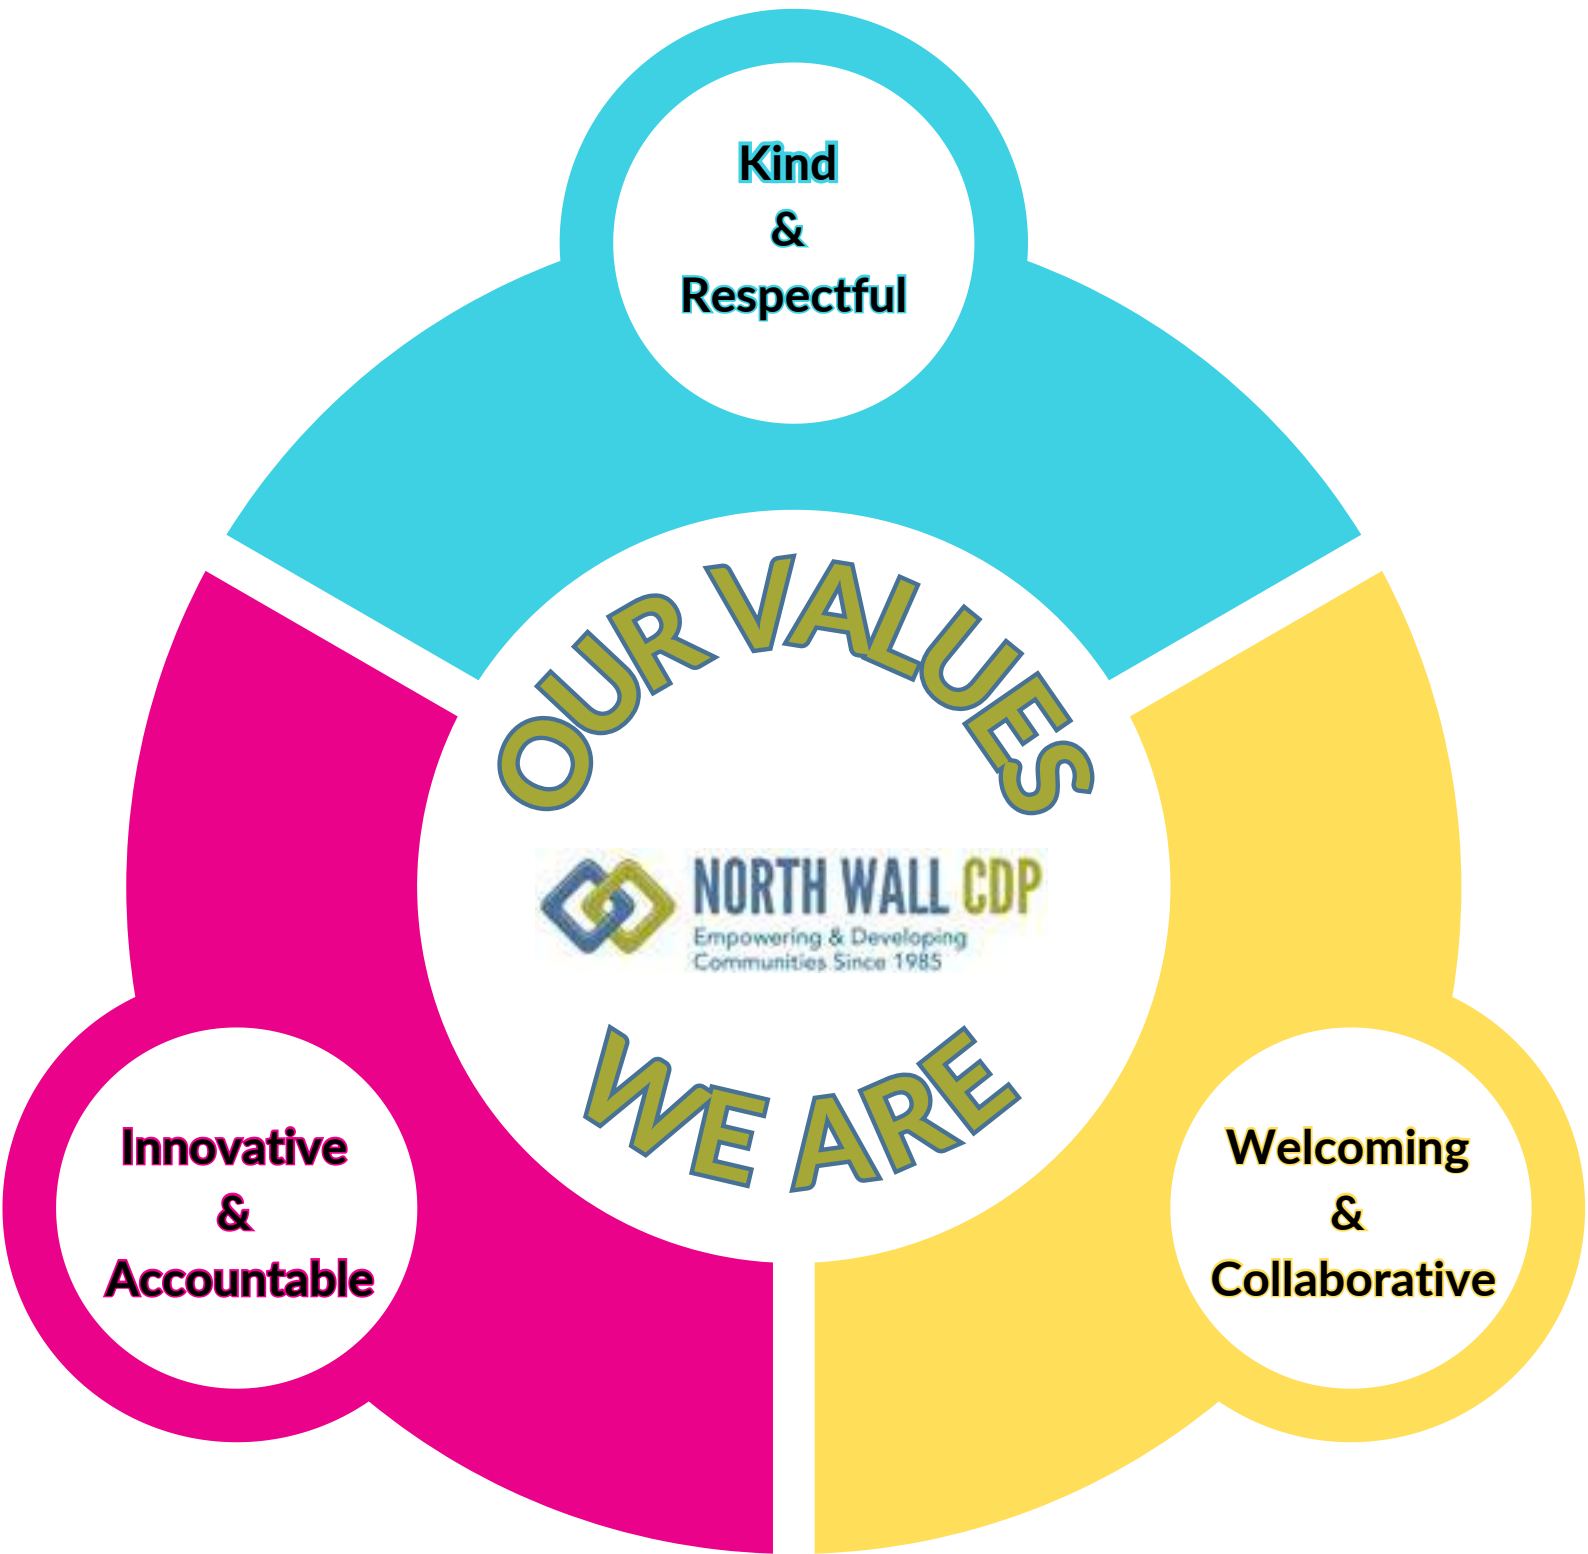 Kind
&
Respectful
OUR VALUES
NORTH WALL CDP
Empowering & Developing
Communities Since 1985
WE ARE
Innovative
&
Accountable
Welcoming
&
Collaborative